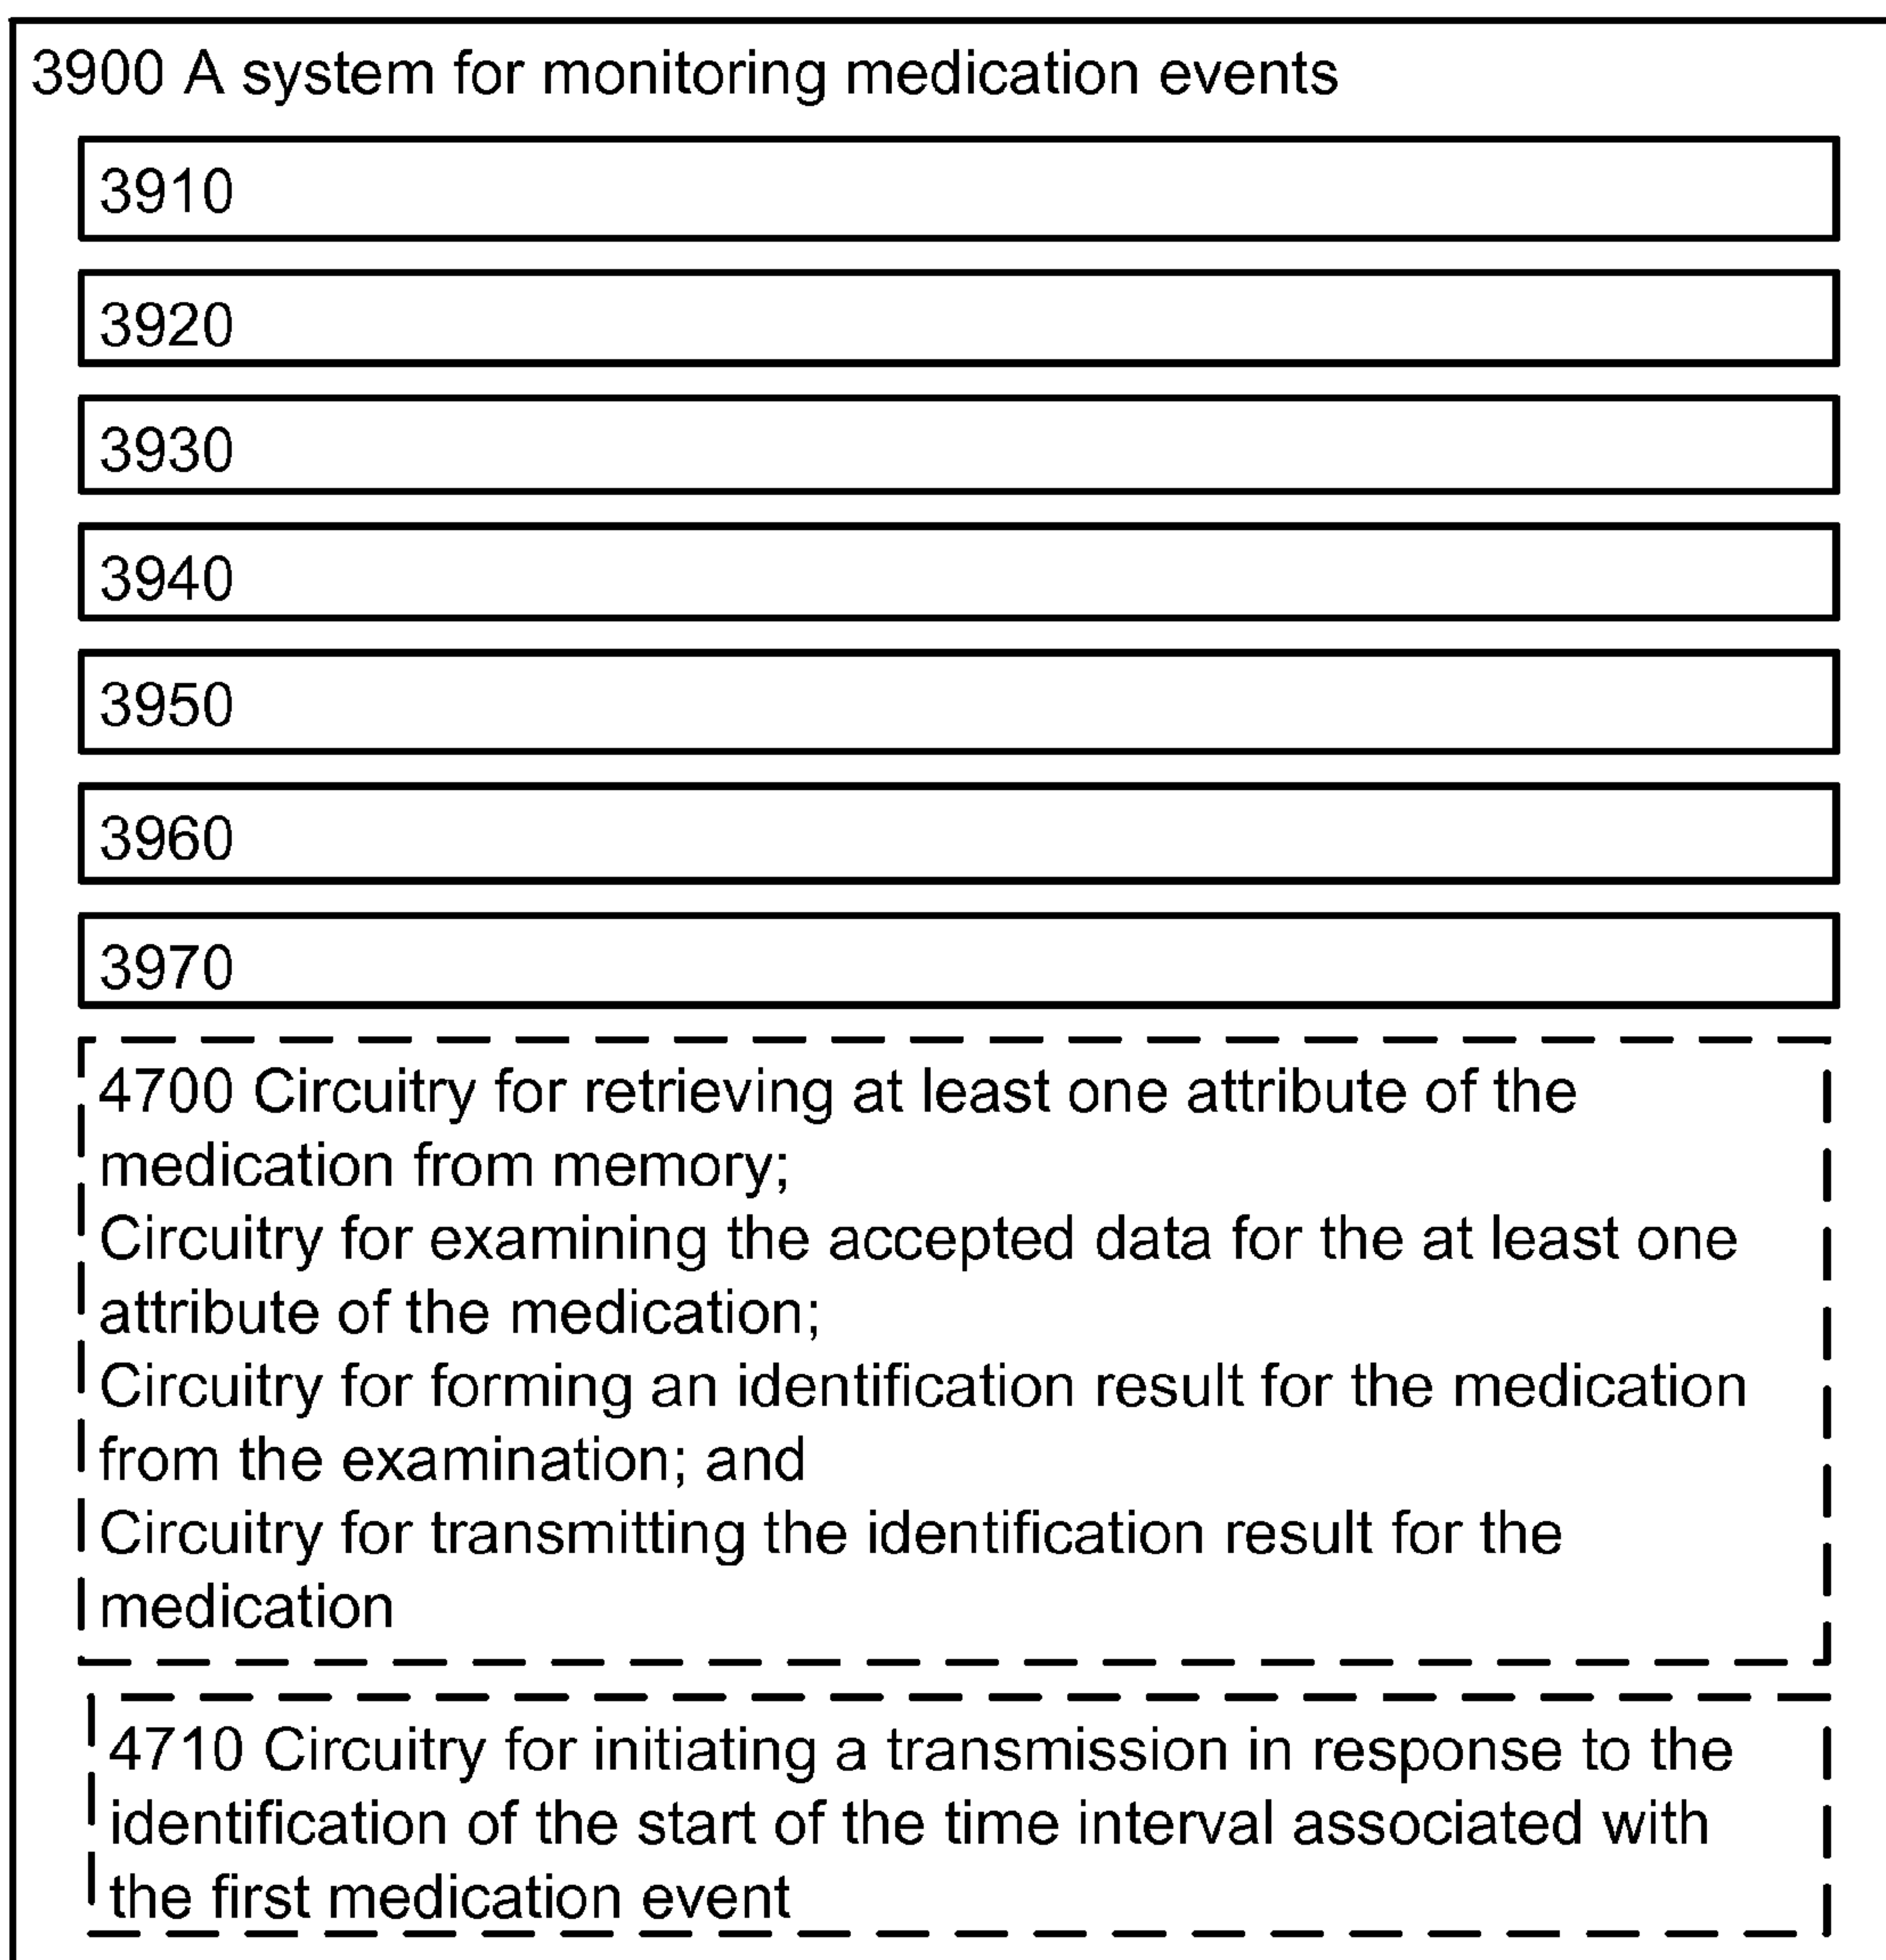 3900 A system for monitoring medication events
3910
3920
3930
3940
3950
3960
3970
4700 Circuitry for retrieving at least one attribute of the
medication from memory;
Circuitry for examining the accepted data for the at least one
attribute of the medication;
Circuitry for forming an identification result for the medication
from the examination; and
Circuitry for transmitting the identification result for the
medication
4710 Circuitry for initiating a transmission in response to the
identification of the start of the time interval associated with
the first medication event